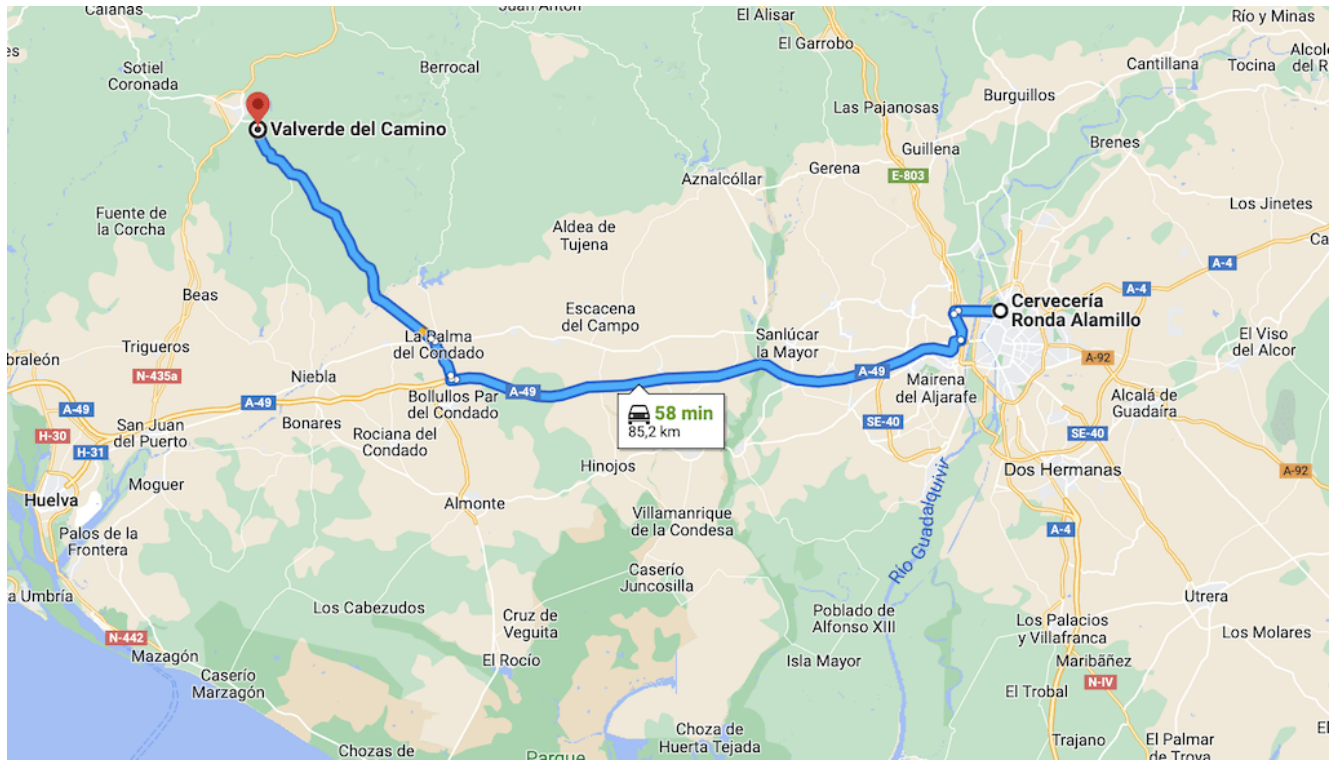 Calañas
Juan Antón
El Alisar
Río y Minas
El Garrobo
Sotiel
Coronada
Berrocal
Cantillana
Tocina
Las Pajanosas
Burguillos
Valverde del Camino
Brenes
Guillena
Gerena
E-803
Aznalcóllar
Los Jinetes
Fuente de
la Corcha
Aldea de
Tujena
A-4
A-4
Beas
Escacena
del Campo
Cervecería
Ronda Alamillo
La Palma
del Condado
Sanlúcar
la Mayor
El Viso
del Alcor
Trigueros
braleón
N-435a
Niebla
A-92
A-49
A-49
A-49
A-49
Mairena
del Aljarafe
Alcalá de
Guadaíra
Bollullos Par
del Condado
58 min
85,2 km
San Juan
del Puerto
Bonares
H-30
H-31
Rociana del
Condado
SE-40
SE-40
Hinojos
Dos Hermanas
A-92
Moguer
Huelva
Almonte
Villamanrique
de la Condesa
A-4
Palos de la
Frontera
Río Guadalquivir
Caserío
Juncosilla
a Umbría
Los Cabezudos
Utrera
Cruz de
Veguita
Poblado de
Alfonso XIII
Los Palacios
y Villafranca
Los Molares
N-442
Mazagón
El Rocío
Isla Mayor
Maribáñez
N-IV
Caserío
Marzagón
El Trobal
Choza de
Huerta Tejada
Trajano
El Palmar
de Troya
Chozas de
Parque